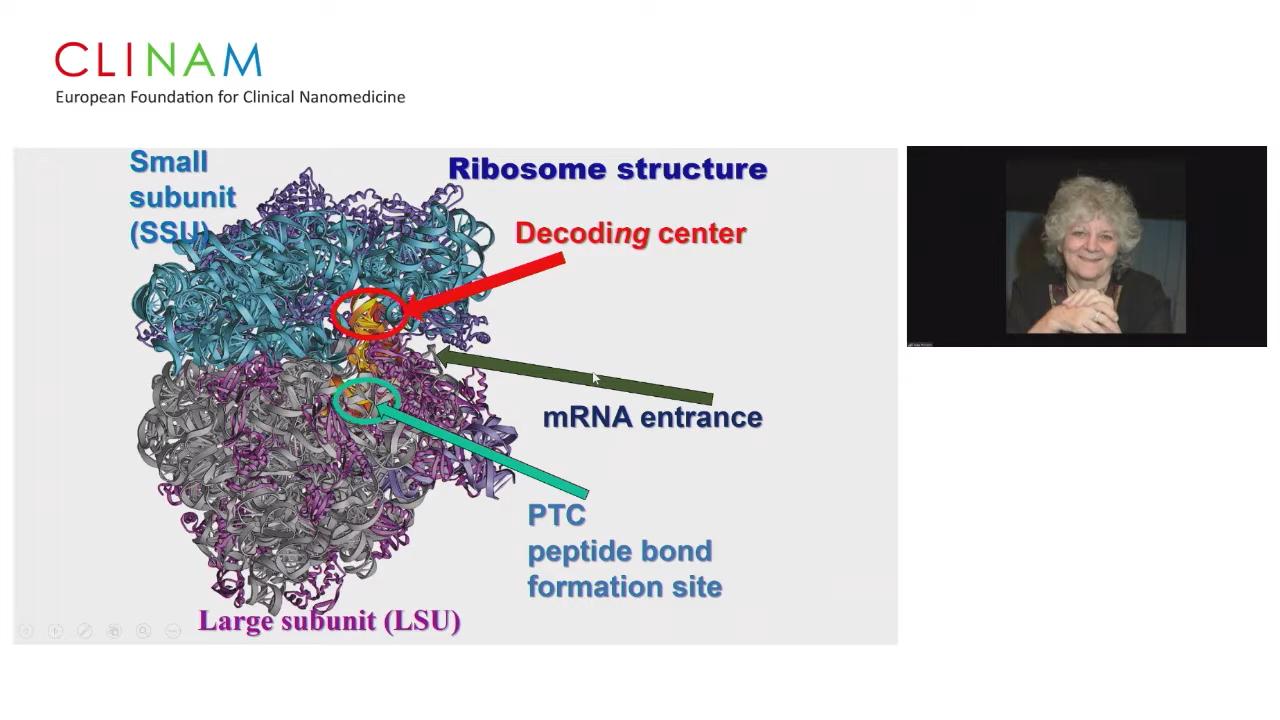 CLINAM
European Foundation for Clinical Nanomedicine
Small
subunit
(SSU)
Ribosome structure
Decoding center
mRNA entrance
PTC
peptide bond
formation site
Large subunit (LSU)